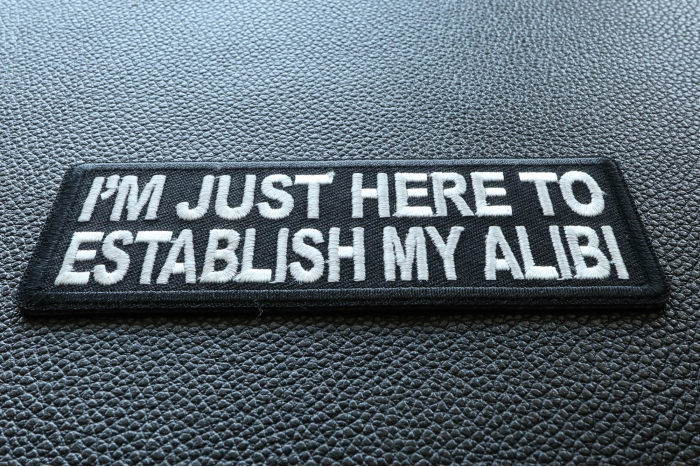 I'M JUST HERE TO
ESTABLISH MY ALIBI